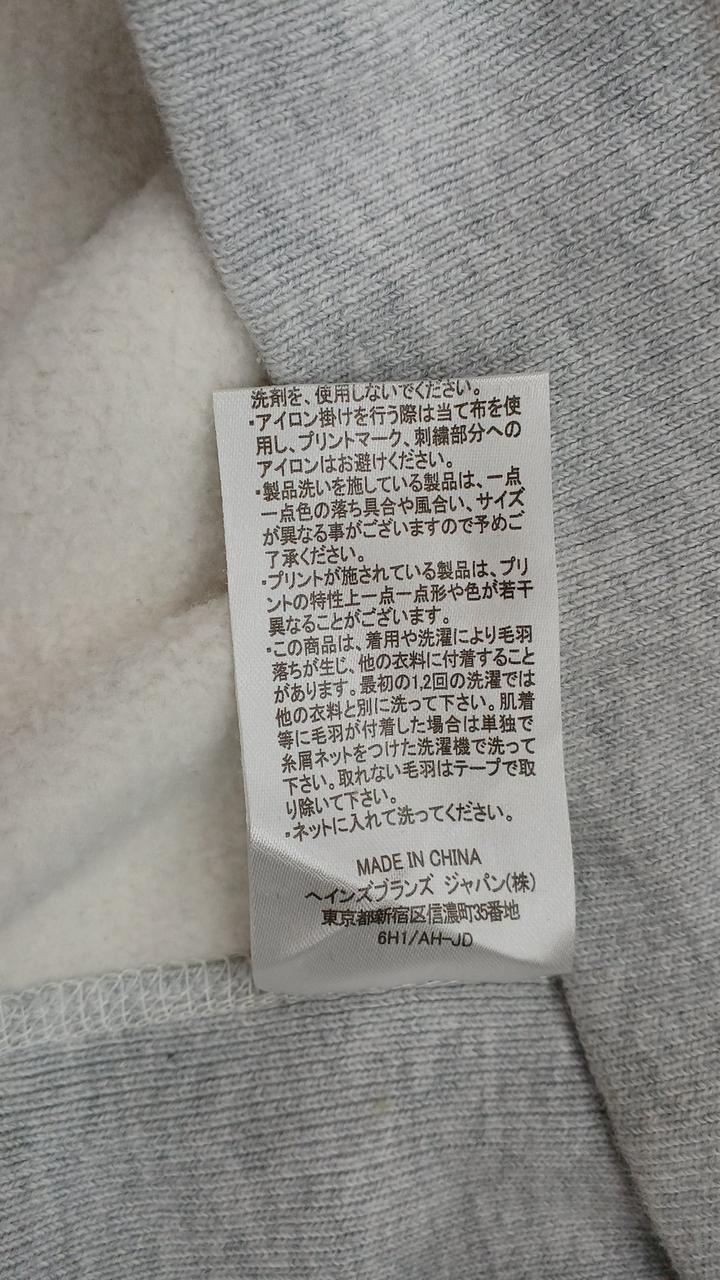 洗剤を、使用しないでください。
・アイロン掛けを行う際は当て布を使
用し、プリントマーク、刺繍部分への
アイロンはお避けください。
・製品洗いを施している製品は、一点
一点色の落ち具合や風合い、サイズ
が異なる事がございますので予めご
了承ください。
・プリントが施されている製品は、プリ
ントの特性上一点一点形や色が若干
異なることがございます。
・この商品は、着用や洗濯により毛羽
落ちが生じ、他の衣料に付着すること
があります。最初の1,2回の洗濯では
他の衣料と別に洗って下さい。肌着
等に毛羽が付着した場合は単独で
糸屑ネットをつけた洗濯機で洗って
下さい。取れない毛羽はテープで取
り除いて下さい。
・ネットに入れて洗ってください。
MADE IN CHINA
ヘインズブランズ ジャパン(株)
東京都新宿区信濃町35番地
6H1/AH-JD